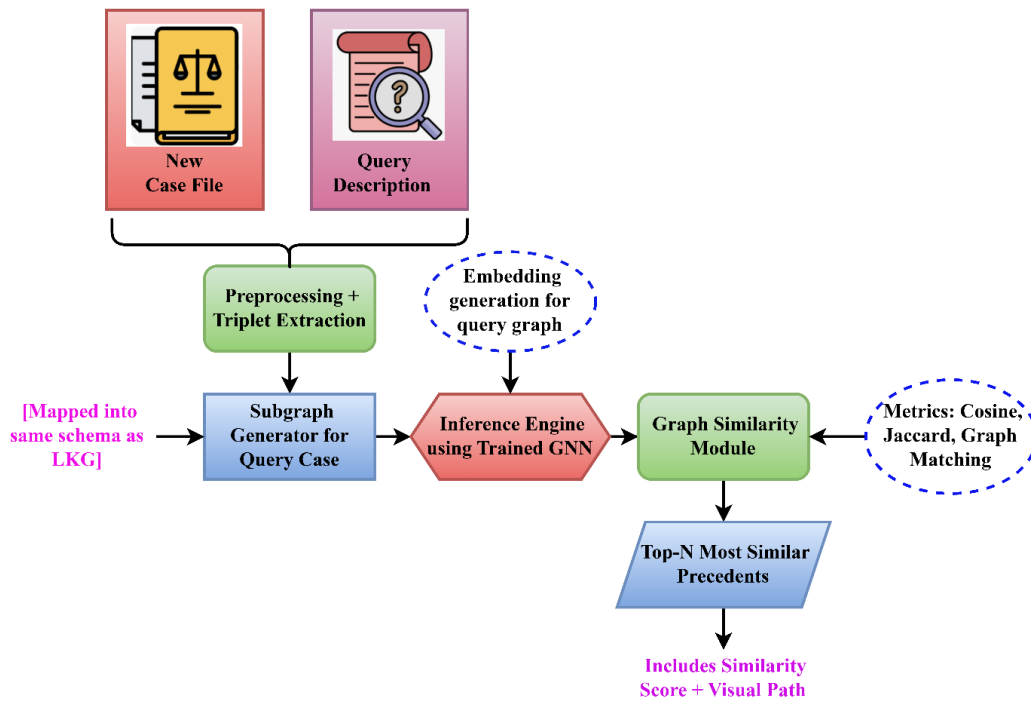 New
Case File
Query
Description
?
Preprocessing +
Triplet Extraction
Embedding
generation for
query graph
[Mapped into
same schema as
LKG]
Subgraph
Generator for
Query Case
Inference Engine
using Trained GNN
Graph Similarity
Module
Metrics: Cosine,
Jaccard, Graph
Matching
Top-N Most Similar
Precedents
Includes Similarity
Score + Visual Path